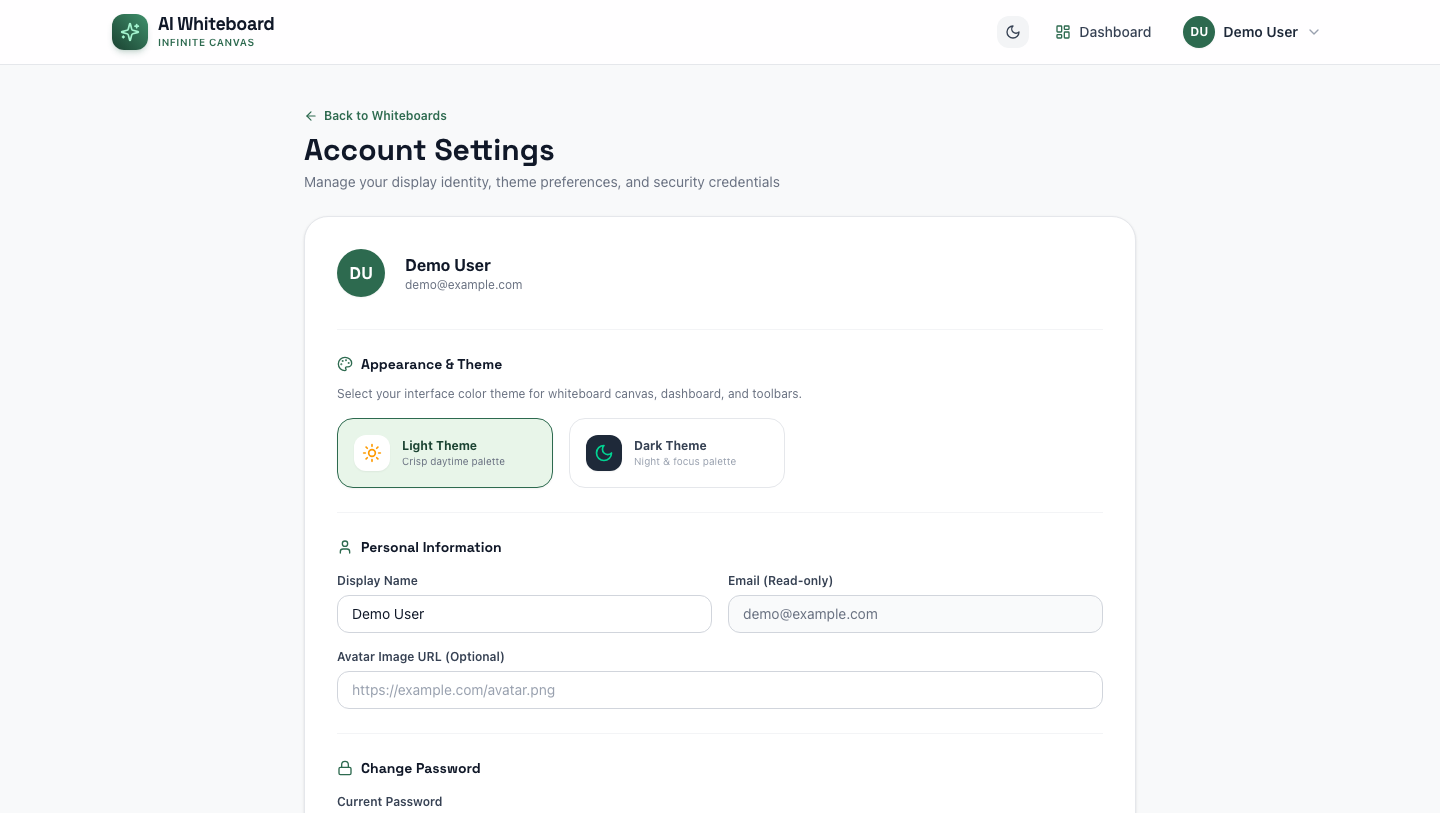 AI Whiteboard
INFINITE CANVAS
Dashboard
DU
Demo User
Back to Whiteboards
Account Settings
Manage your display identity, theme preferences, and security credentials
DU
Demo User
demo@example.com
Appearance & Theme
Select your interface color theme for whiteboard canvas, dashboard, and toolbars.
Light Theme
Crisp daytime palette
Dark Theme
Night & focus palette
Personal Information
Display Name
Demo User
Email (Read-only)
demo@example.com
Avatar Image URL (Optional)
https://example.com/avatar.png
Change Password
Current Password